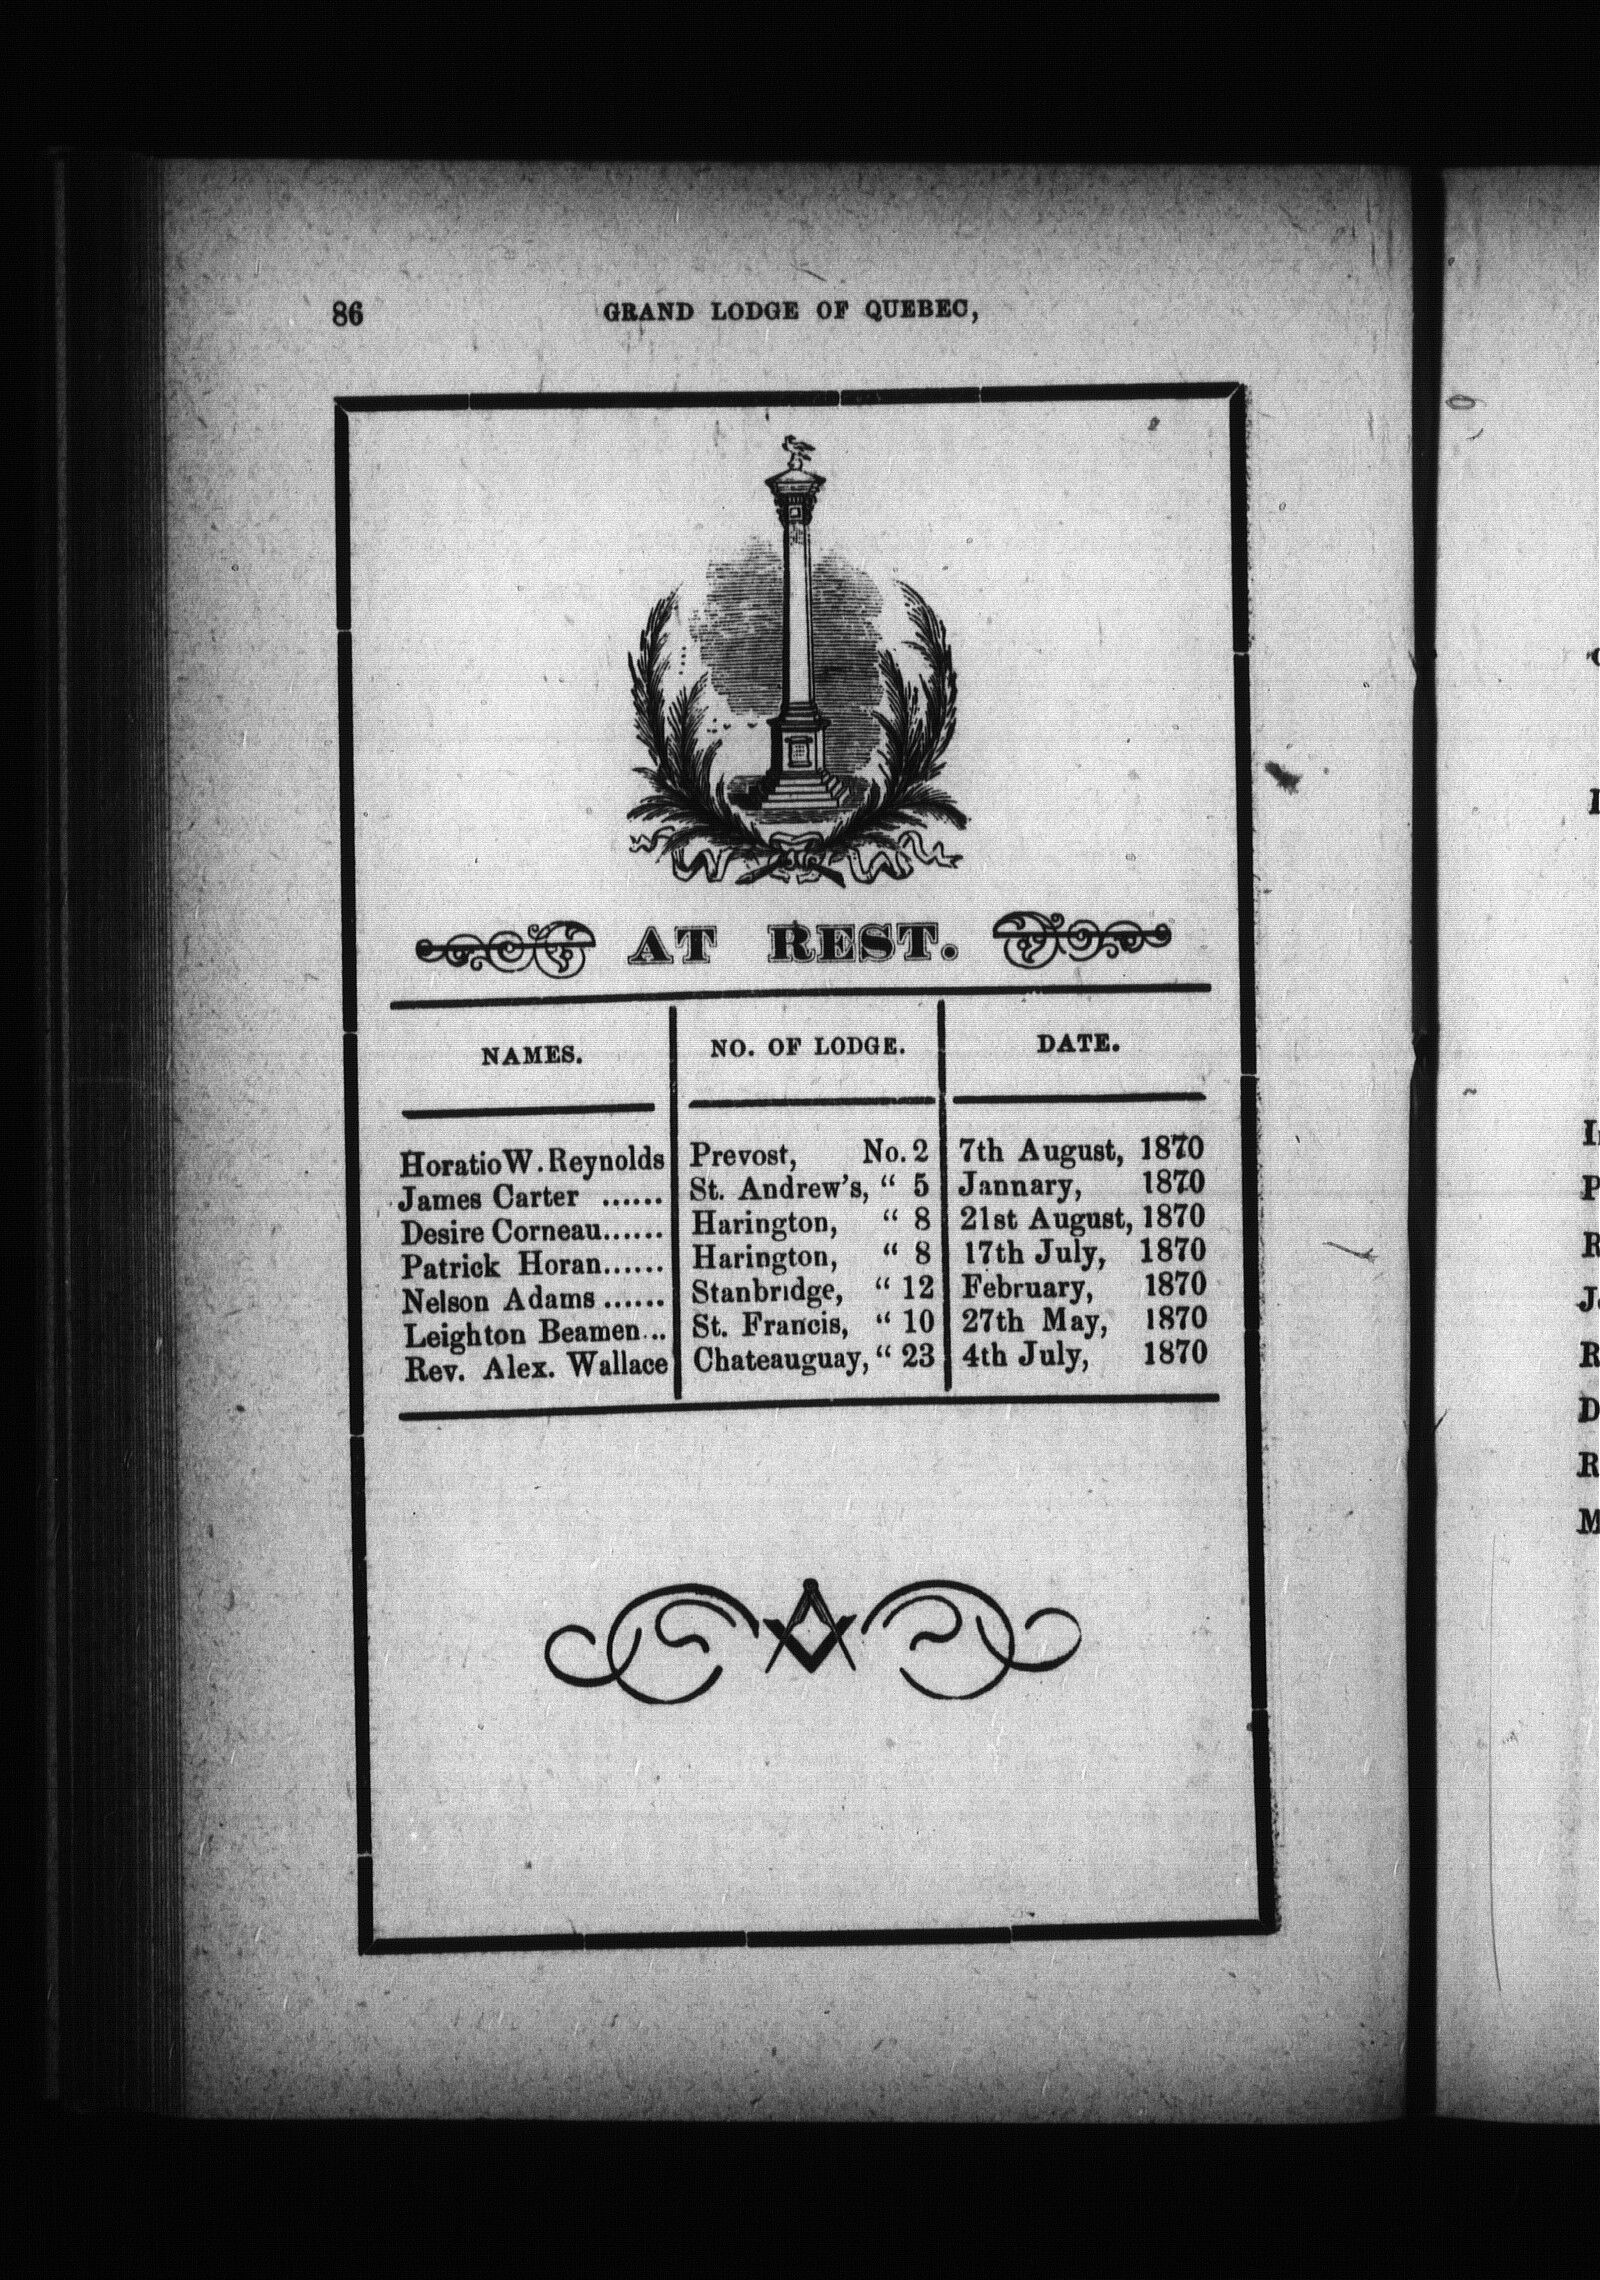 86 GRAND LODGE OF QUEBEC,
AT REST.
NAMES. NO. OF LODGE. DATE.
Horatio W. Reynolds Prevost, No. 2 7th August, 1870
James Carter ...... St. Andrew's, “ 5 Jannary, 1870
Desire Corneau...... Harington, “ 8 21st August, 1870
Patrick Horan...... Harington, “ 8 17th July, 1870
Nelson Adams ...... Stanbridge, “ 12 February, 1870
Leighton Beamen... St. Francis, “ 10 27th May, 1870
Rev. Alex. Wallace Chateauguay, “ 23 4th July, 1870